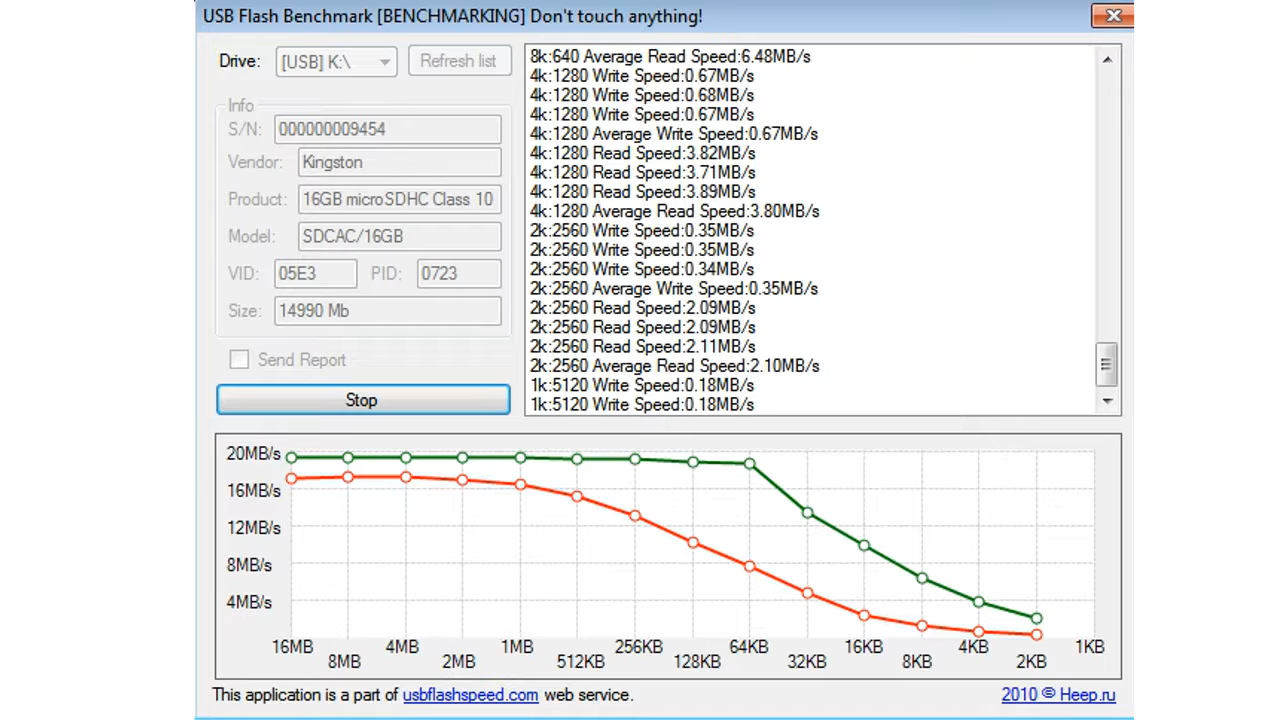 USB Flash Benchmark [BENCHMARKING] Don't touch anything!
Drive: [USB] K:\ Refresh list
Info
S/N: 000000009454
Vendor: Kingston
Product: 16GB microSDHC Class 10
Model: SDCAC/16GB
VID: 05E3 PID: 0723
Size: 14990 Mb
Send Report
Stop
8k:640 Average Read Speed:6.48MB/s
4k:1280 Write Speed:0.67MB/s
4k:1280 Write Speed:0.68MB/s
4k:1280 Write Speed:0.67MB/s
4k:1280 Average Write Speed:0.67MB/s
4k:1280 Read Speed:3.82MB/s
4k:1280 Read Speed:3.71MB/s
4k:1280 Read Speed:3.89MB/s
4k:1280 Average Read Speed:3.80MB/s
2k:2560 Write Speed:0.35MB/s
2k:2560 Write Speed:0.35MB/s
2k:2560 Write Speed:0.34MB/s
2k:2560 Average Write Speed:0.35MB/s
2k:2560 Read Speed:2.09MB/s
2k:2560 Read Speed:2.09MB/s
2k:2560 Read Speed:2.11MB/s
2k:2560 Average Read Speed:2.10MB/s
1k:5120 Write Speed:0.18MB/s
1k:5120 Write Speed:0.18MB/s
20MB/s
16MB/s
12MB/s
8MB/s
4MB/s
16MB 4MB 1MB 256KB 64KB 16KB 4KB 1KB
8MB 2MB 512KB 128KB 32KB 8KB 2KB
This application is a part of usbflashspeed.com web service. 2010 © Heep.ru